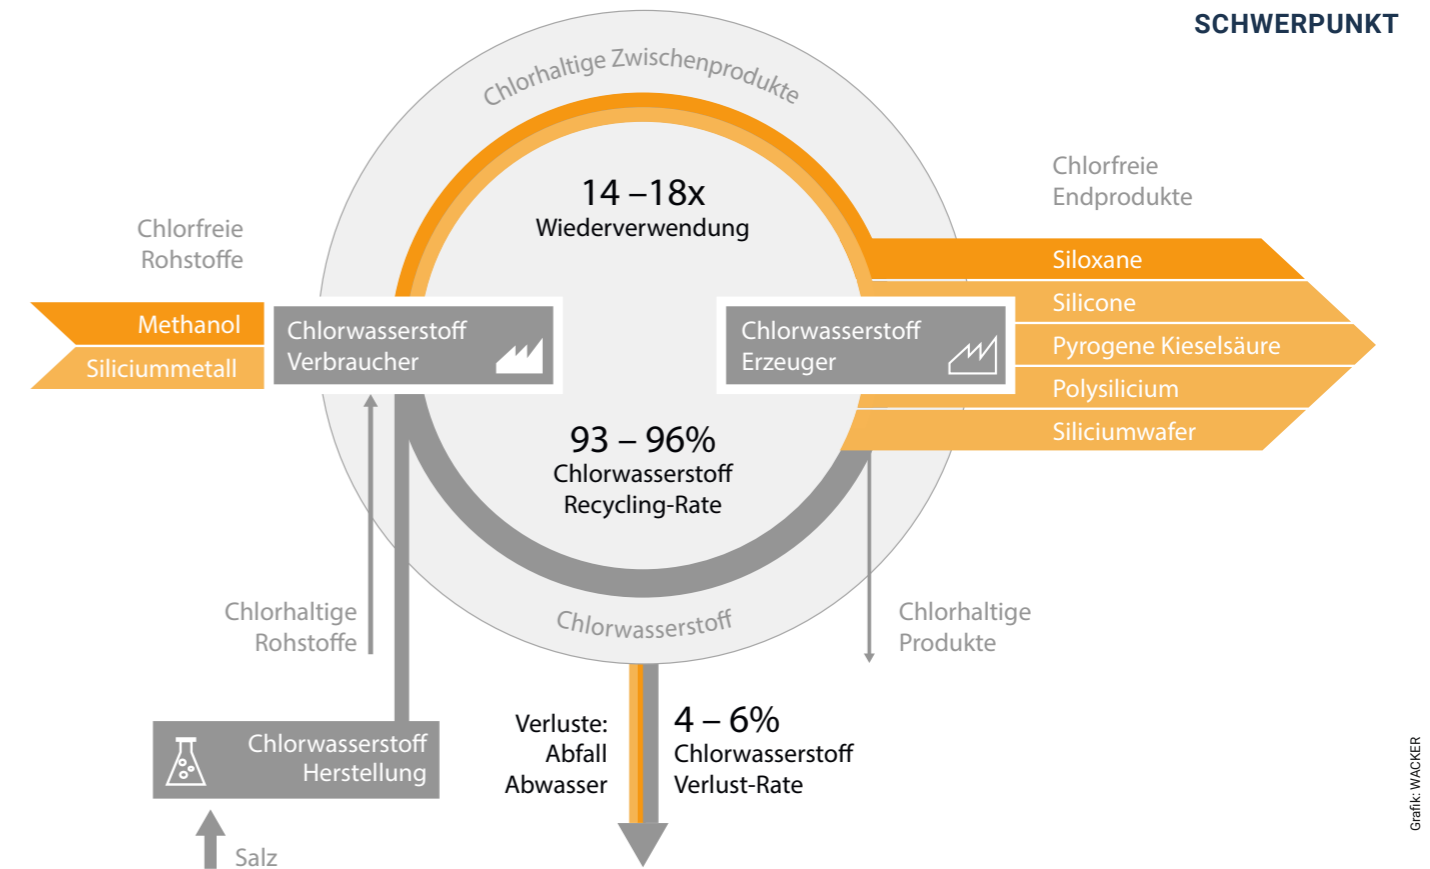 SCHWERPUNKT
Chlorhaltige Zwischenprodukte
14 –18x
Wiederverwendung
Chlorfreie
Endprodukte
Chlorfreie
Rohstoffe
Siloxane
Silicone
Pyrogene Kieselsäure
Polysilicium
Siliciumwafer
Methanol
Siliciummetall
Chlorwasserstoff
Verbraucher
Chlorwasserstoff
Erzeuger
93 – 96%
Chlorwasserstoff
Recycling-Rate
Chlorwasserstoff
Chlorhaltige
Rohstoffe
Chlorhaltige
Produkte
Chlorwasserstoff
Herstellung
Salz
Verluste:
Abfall
Abwasser
4 – 6%
Chlorwasserstoff
Verlust-Rate
Grafik: WACKER